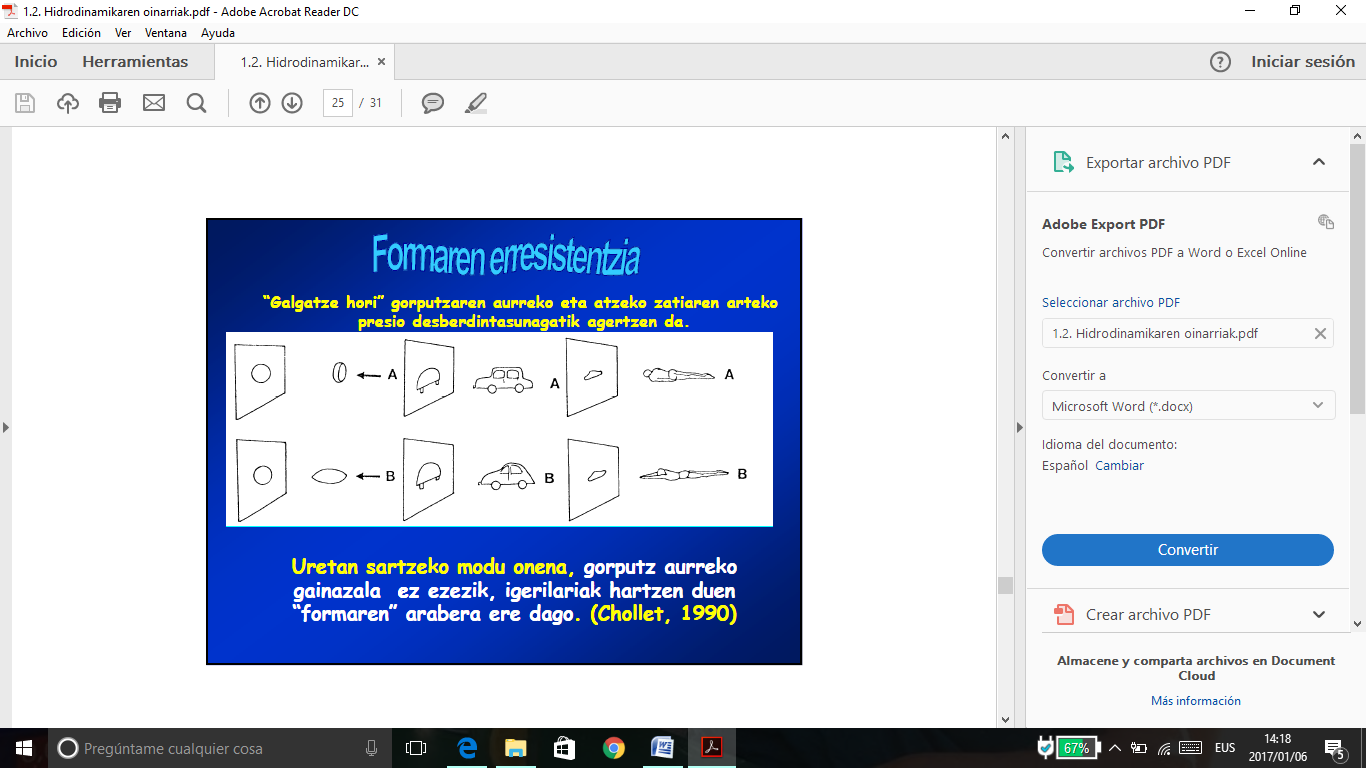 1.2. Hidrodinamikaren oinarriak.pdf - Adobe Acrobat Reader DC
Archivo Edición Ver Ventana Ayuda
Inicio Herramientas 1.2. Hidrodinamikar... × ? Iniciar sesión
25 / 31
Exportar archivo PDF
Adobe Export PDF
Convertir archivos PDF a Word o Excel Online
Seleccionar archivo PDF
1.2. Hidrodinamikaren oinarriak.pdf
Convertir a
Microsoft Word (*.docx)
Idioma del documento:
Español Cambiar
Convertir
Crear archivo PDF
Almacene y comparta archivos en Document
Cloud
Más información
Formaren erresistentzia
“Galgatze hori” gorputzaren aurreko eta atzeko zatiaren arteko
presio desberdintasunagatik agertzen da.
A A A
B B B
Uretan sartzeko modu onena, gorputz aurreko
gainazala ez ezezik, igerilariak hartzen duen
“formaren” arabera ere dago. (Chollet, 1990)
Pregúntame cualquier cosa
67% EUS 14:18
2017/01/06 5